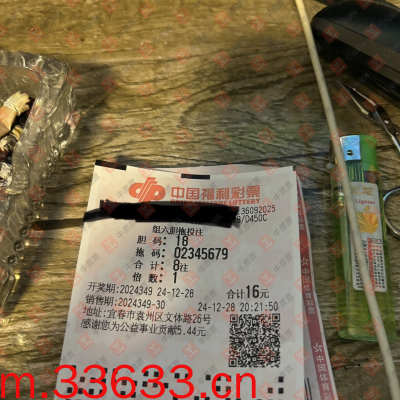 中国福利彩票
36092025
0450C
组六胆拖投注
胆 码: 16
拖 码: 02345679
合 计: 8注
倍 数: 1
开奖期:2024349 24-12-28 合计16元
销售期:2024349-30 24-12-28 20:21:50
地址:宜春市袁州区文体路26号
感谢您为公益事业贡献5.44元
Lighter
m.33633.cn